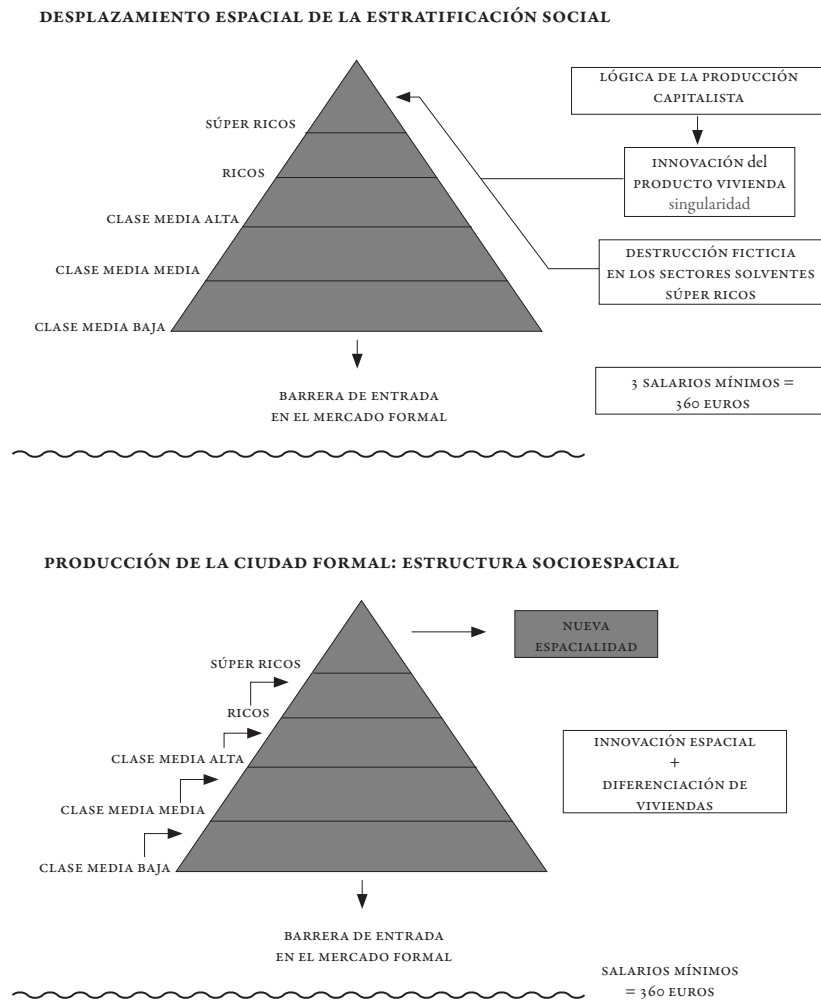 DESPLAZAMIENTO ESPACIAL DE LA ESTRATIFICACIÓN SOCIAL
LÓGICA DE LA PRODUCCIÓN
CAPITALISTA
SÚPER RICOS
INNOVACIÓN del
PRODUCTO VIVIENDA
singularidad
RICOS
CLASE MEDIA ALTA
DESTRUCCIÓN FICTICIA
EN LOS SECTORES SOLVENTES
SÚPER RICOS
CLASE MEDIA MEDIA
CLASE MEDIA BAJA
BARRERA DE ENTRADA
EN EL MERCADO FORMAL
3 SALARIOS MÍNIMOS =
360 EUROS
PRODUCCIÓN DE LA CIUDAD FORMAL: ESTRUCTURA SOCIOESPACIAL
NUEVA
ESPACIALIDAD
SÚPER RICOS
RICOS
CLASE MEDIA ALTA
INNOVACIÓN ESPACIAL
+
DIFERENCIACIÓN DE
VIVIENDAS
CLASE MEDIA MEDIA
CLASE MEDIA BAJA
BARRERA DE ENTRADA
EN EL MERCADO FORMAL
SALARIOS MÍNIMOS
= 360 EUROS